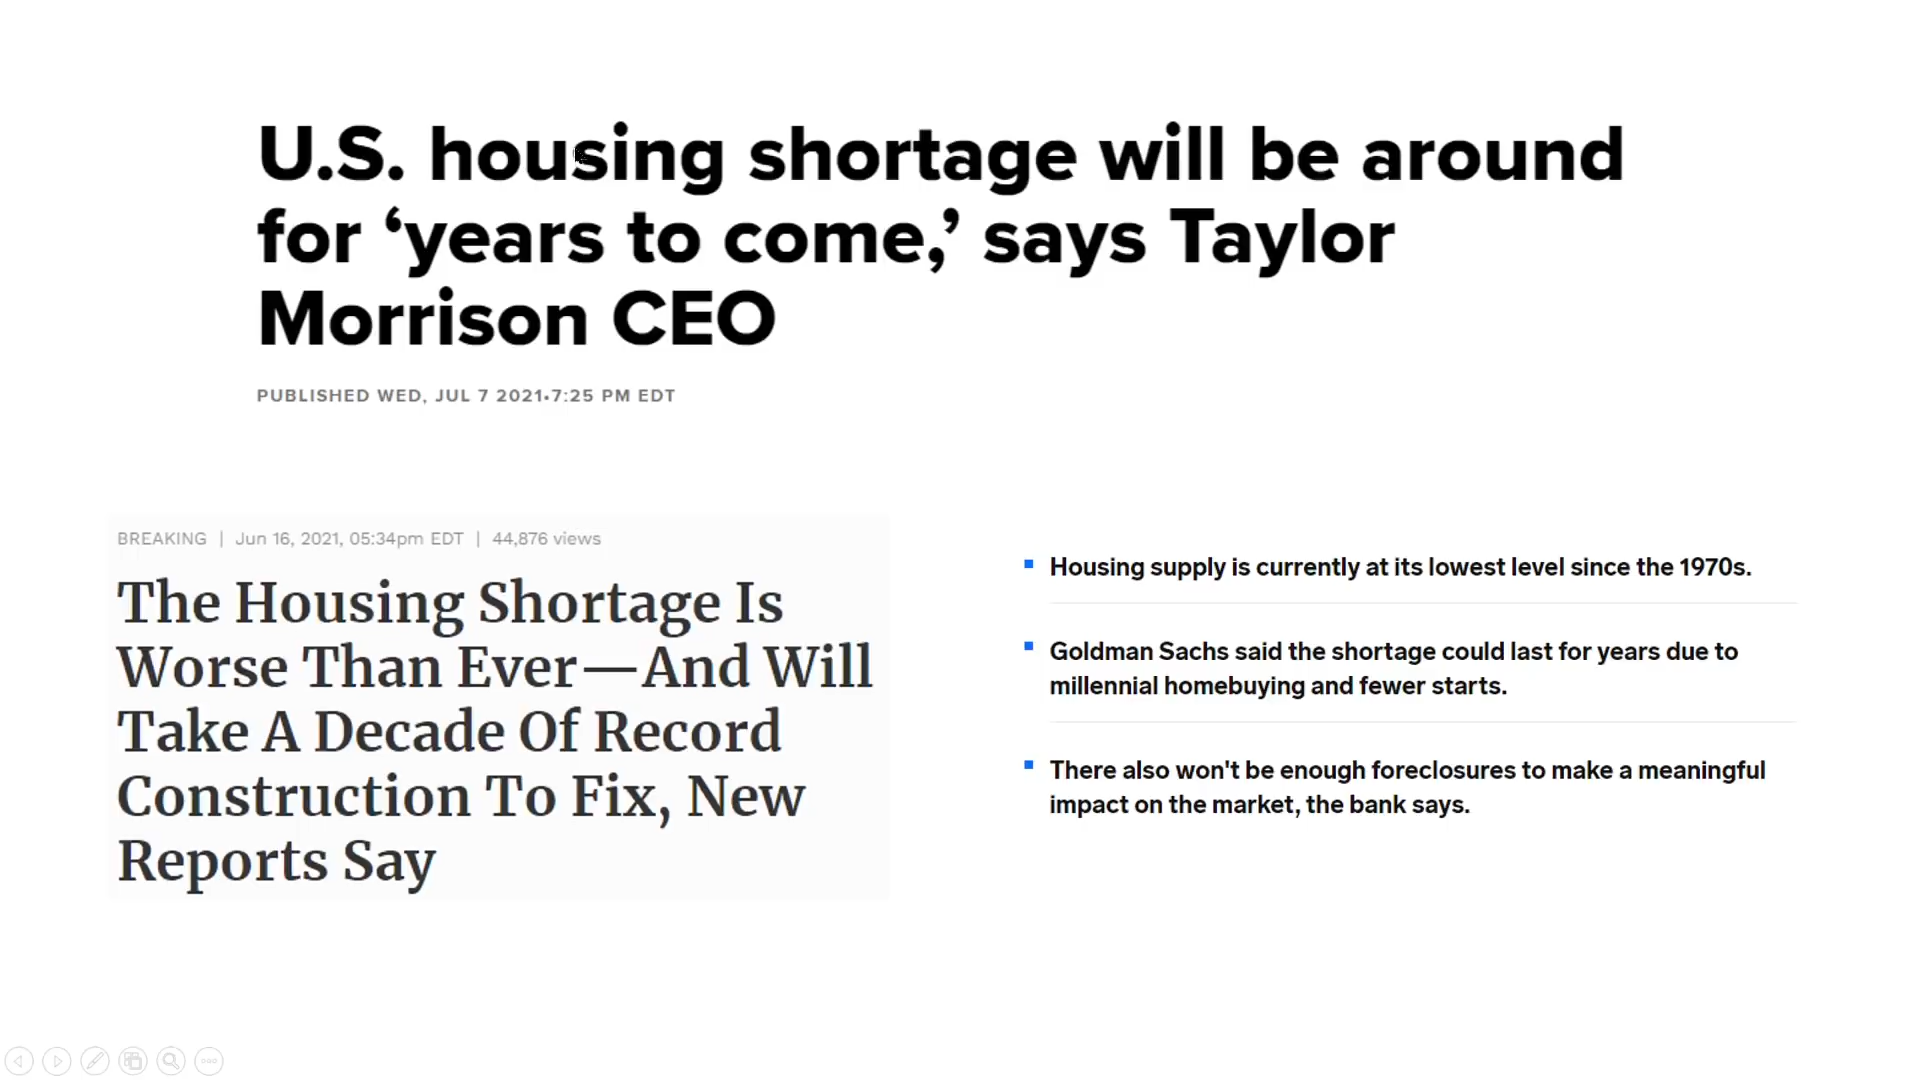 U.S. housing shortage will be around
for ‘years to come,’ says Taylor
Morrison CEO
PUBLISHED WED, JUL 7 2021•7:25 PM EDT
BREAKING | Jun 16, 2021, 05:34pm EDT | 44,876 views
The Housing Shortage Is
Worse Than Ever—And Will
Take A Decade Of Record
Construction To Fix, New
Reports Say
Housing supply is currently at its lowest level since the 1970s.
Goldman Sachs said the shortage could last for years due to
millennial homebuying and fewer starts.
There also won't be enough foreclosures to make a meaningful
impact on the market, the bank says.